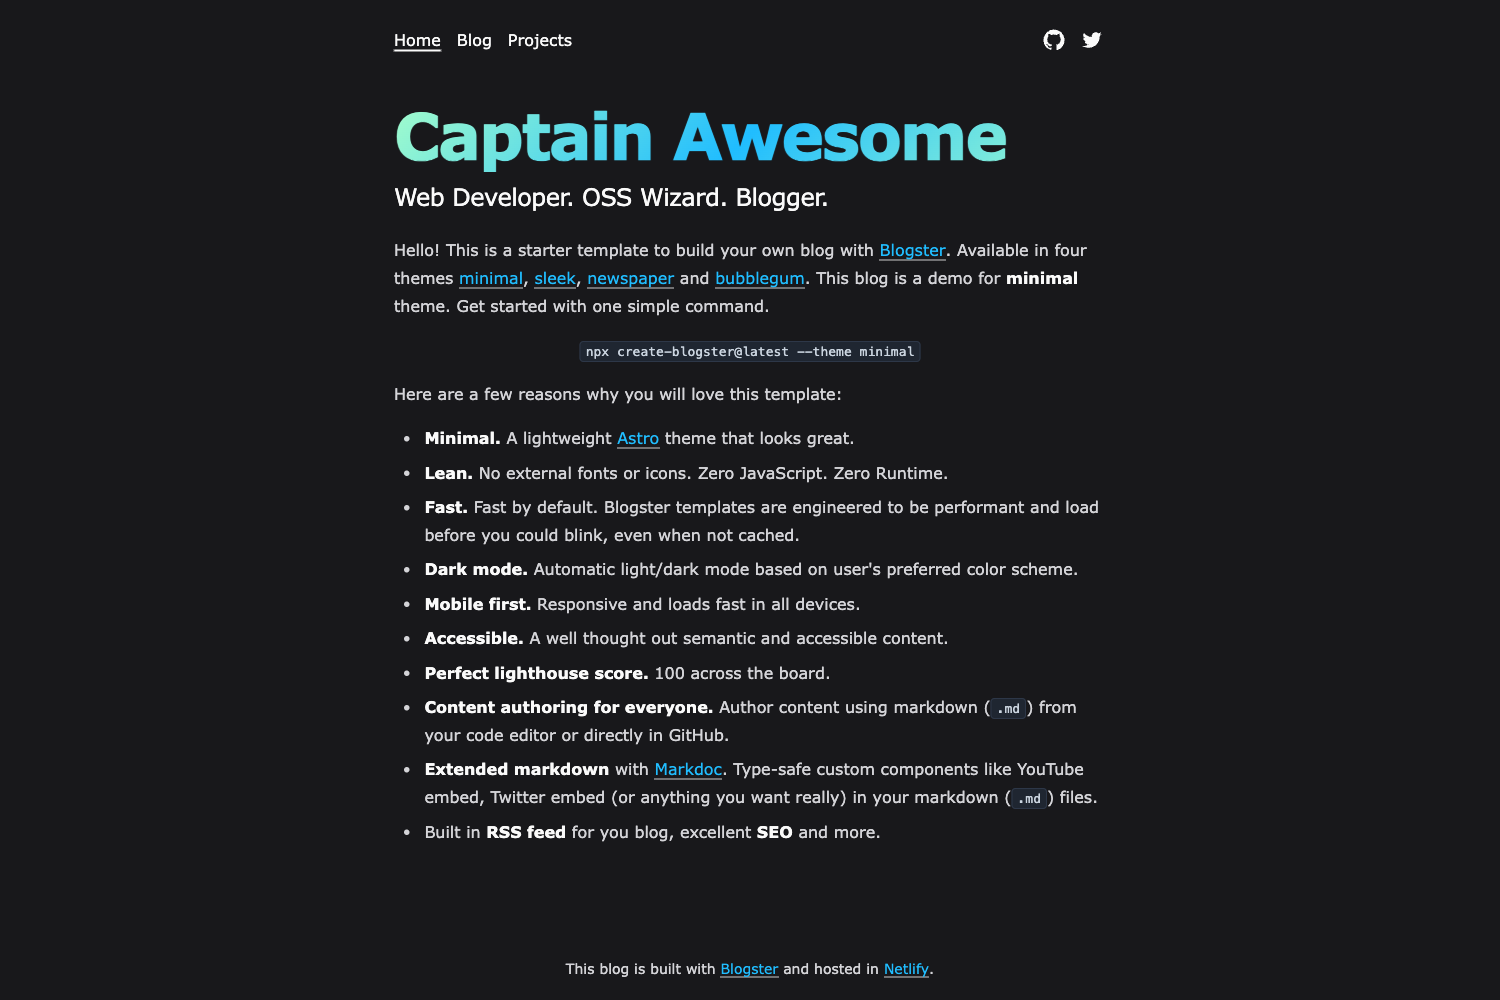 Home Blog Projects
Captain Awesome
Web Developer. OSS Wizard. Blogger.
Hello! This is a starter template to build your own blog with Blogster. Available in four
themes minimal, sleek, newspaper and bubblegum. This blog is a demo for minimal
theme. Get started with one simple command.
npx create-blogster@latest --theme minimal
Here are a few reasons why you will love this template:
• Minimal. A lightweight Astro theme that looks great.
• Lean. No external fonts or icons. Zero JavaScript. Zero Runtime.
• Fast. Fast by default. Blogster templates are engineered to be performant and load
before you could blink, even when not cached.
• Dark mode. Automatic light/dark mode based on user's preferred color scheme.
• Mobile first. Responsive and loads fast in all devices.
• Accessible. A well thought out semantic and accessible content.
• Perfect lighthouse score. 100 across the board.
• Content authoring for everyone. Author content using markdown (.md) from
your code editor or directly in GitHub.
• Extended markdown with Markdoc. Type-safe custom components like YouTube
embed, Twitter embed (or anything you want really) in your markdown (.md) files.
• Built in RSS feed for you blog, excellent SEO and more.
This blog is built with Blogster and hosted in Netlify.